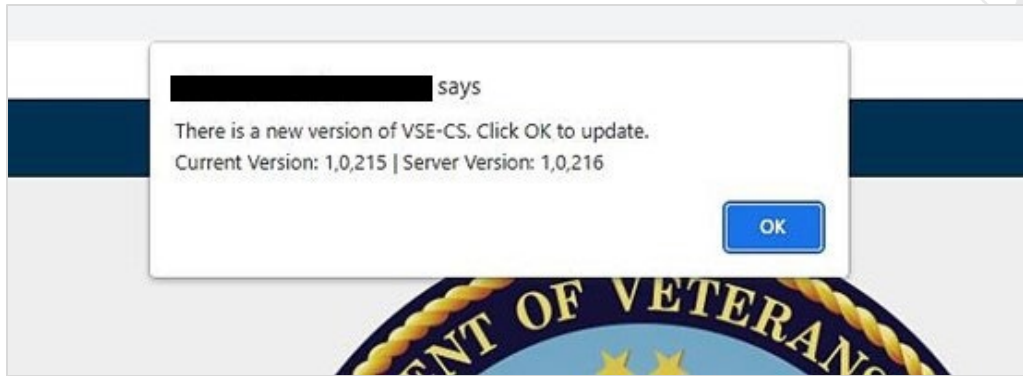 says
There is a new version of VSE-CS. Click OK to update.
Current Version: 1,0,215 | Server Version: 1,0,216
OK
OF VETERANS